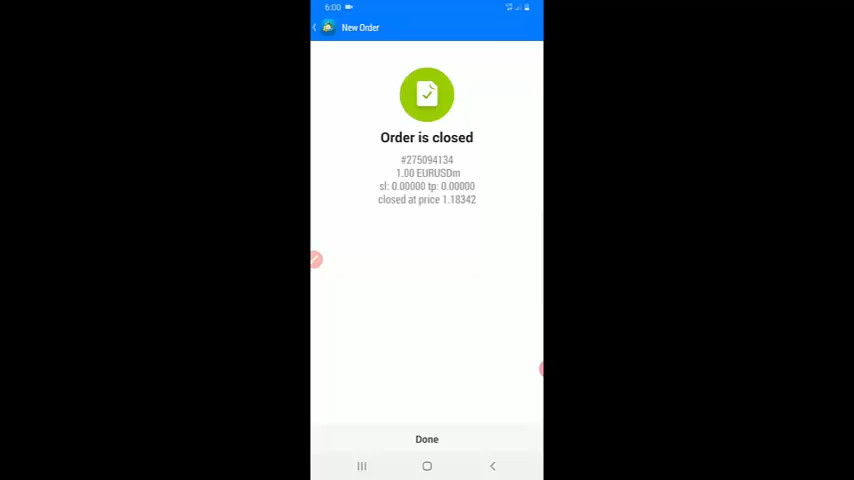 6:00
New Order
Order is closed
#275094134
1.00 EURUSDm
sl: 0.00000 tp: 0.00000
closed at price 1.18342
Done